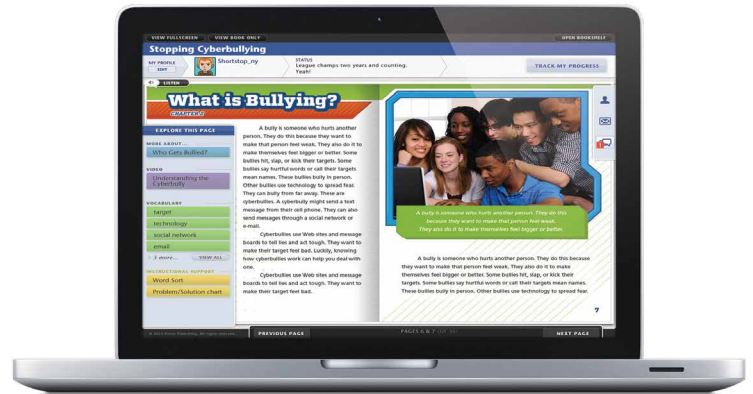 VIEW FULLSCREEN
VIEW BOOK ONLY
OPEN BOOKSHELF
Stopping Cyberbullying
MY PROFILE
EDIT
Shortstop_ny
STATUS
League champs two years and counting.
Yeah!
TRACK MY PROGRESS
LISTEN
What is Bullying?
CHAPTER 2
EXPLORE THIS PAGE
MORE ABOUT...
Who Gets Bullied?
VIDEO
Understanding the
Cyberbully
VOCABULARY
target
technology
social network
email
3 more...
VIEW ALL
INSTRUCTIONAL SUPPORT
Word Sort
Problem/Solution chart
A bully is someone who hurts another
person. They do this because they want to
make that person feel weak. They also do it to
make themselves feel bigger or better. Some
bullies hit, slap, or kick their targets. Some
bullies say hurtful words or call their targets
mean names. These bullies bully in person.
Other bullies use technology to spread fear.
They can bully from far away. These are
cyberbullies. A cyberbully might send a text
message from their cell phone. They can also
send messages through a social network or
e-mail.
Cyberbullies use Web sites and message
boards to tell lies and act tough. They want to
make their target feel bad. Luckily, knowing
how cyberbullies work can help you deal with
one.
Cyberbullies use Web sites and message
boards to tell lies and act tough. They want to
make their target feel bad.
A bully is someone who hurts another person. They do this
because they want to make that person feel weak.
They also do it to make themselves feel bigger or better.
A bully is someone who hurts another person. They do this because
they want to make that person feel weak. They also do it to make
themselves feel bigger or better. Some bullies hit, slap, or kick their
targets. Some bullies say hurtful words or call their targets mean names.
These bullies bully in person. Other bullies use technology to spread fear.
7
PREVIOUS PAGE
PAGES 6 & 7
NEXT PAGE